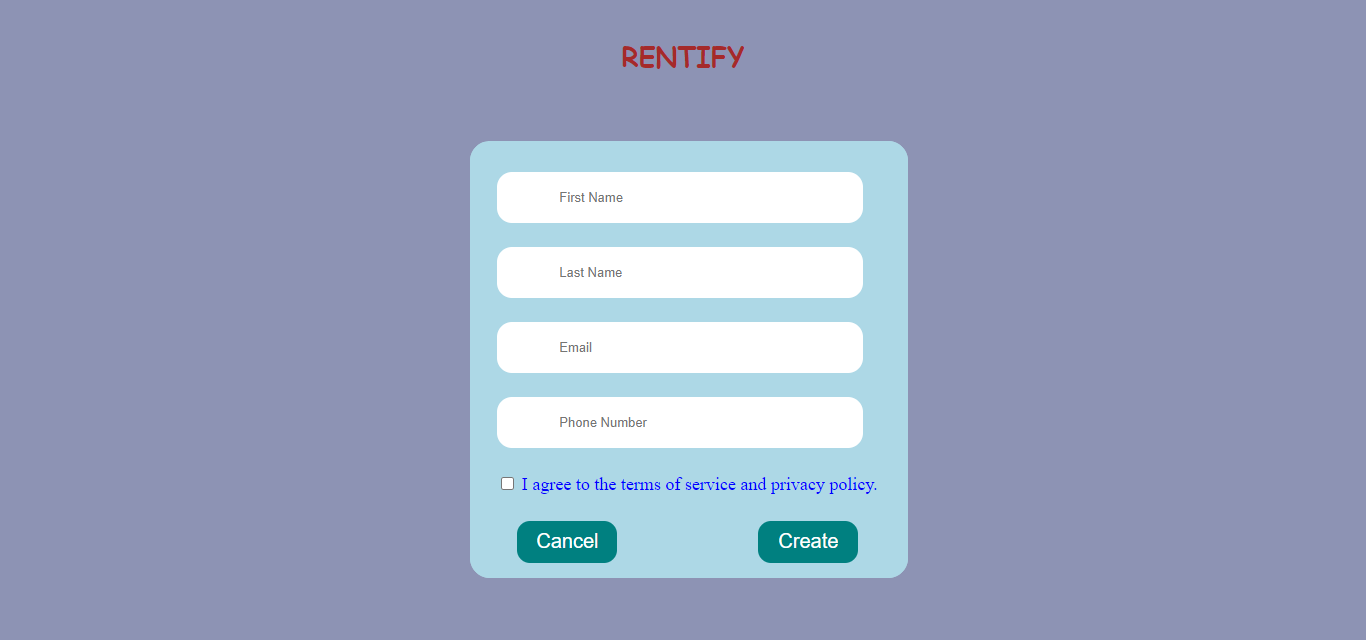 RENTIFY
First Name
Last Name
Email
Phone Number
I agree to the terms of service and privacy policy.
Cancel Create